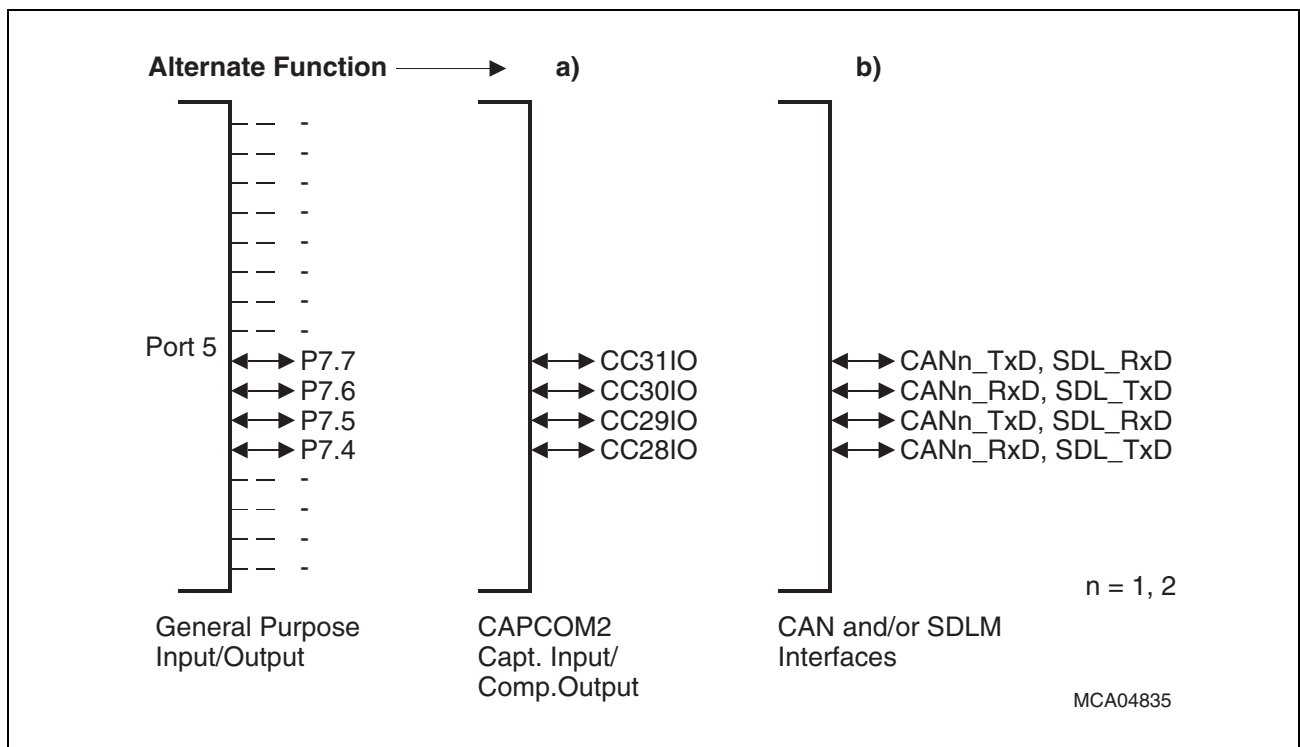 Alternate Function a) b)
-
-
-
-
-
-
-
-
Port 5
P7.7 CC31IO CANn_TxD, SDL_RxD
P7.6 CC30IO CANn_RxD, SDL_TxD
P7.5 CC29IO CANn_TxD, SDL_RxD
P7.4 CC28IO CANn_RxD, SDL_TxD
-
-
-
-
n = 1, 2
General Purpose
Input/Output
CAPCOM2
Capt. Input/
Comp.Output
CAN and/or SDLM
Interfaces
MCA04835